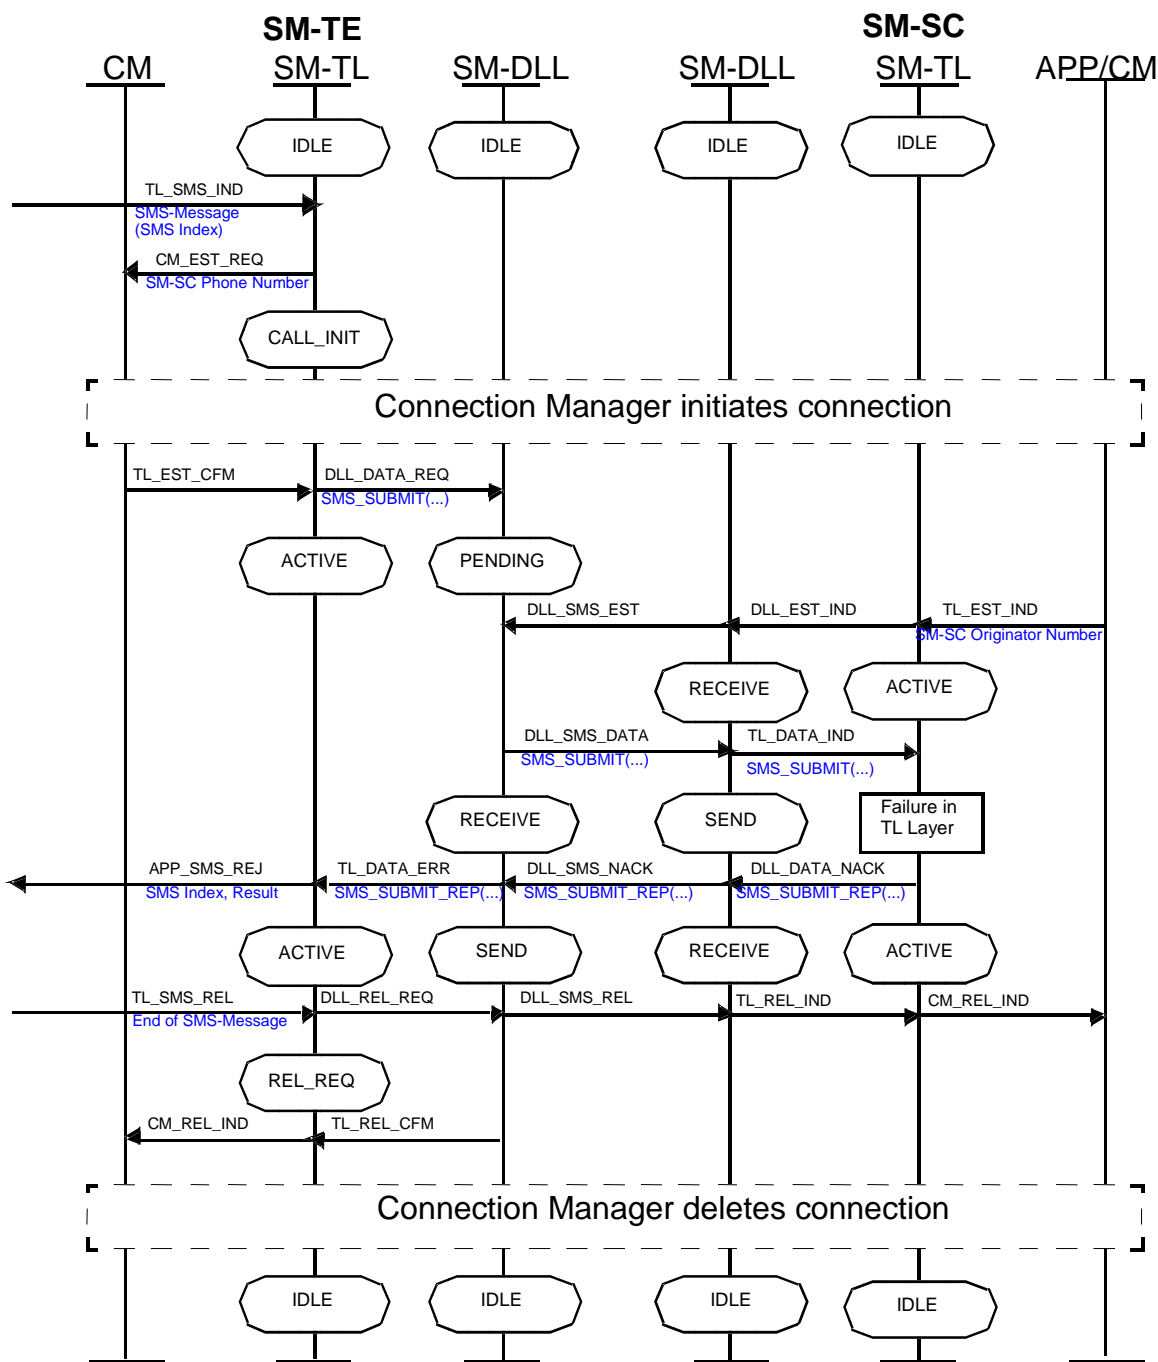 SM-TE
SM-SC
CM
SM-TL
SM-DLL
SM-DLL
SM-TL
APP/CM
IDLE
IDLE
IDLE
IDLE
TL_SMS_IND
SMS-Message
(SMS Index)
CM_EST_REQ
SM-SC Phone Number
CALL_INIT
Connection Manager initiates connection
TL_EST_CFM
DLL_DATA_REQ
SMS_SUBMIT(...)
ACTIVE
PENDING
DLL_SMS_EST
DLL_EST_IND
TL_EST_IND
SM-SC Originator Number
RECEIVE
ACTIVE
DLL_SMS_DATA
TL_DATA_IND
SMS_SUBMIT(...)
SMS_SUBMIT(...)
RECEIVE
SEND
Failure in
TL Layer
APP_SMS_REJ
TL_DATA_ERR
DLL_SMS_NACK
DLL_DATA_NACK
SMS Index, Result
SMS_SUBMIT_REP(...)
SMS_SUBMIT_REP(...)
SMS_SUBMIT_REP(...)
ACTIVE
SEND
RECEIVE
ACTIVE
TL_SMS_REL
DLL_REL_REQ
DLL_SMS_REL
TL_REL_IND
CM_REL_IND
End of SMS-Message
REL_REQ
CM_REL_IND
TL_REL_CFM
Connection Manager deletes connection
IDLE
IDLE
IDLE
IDLE